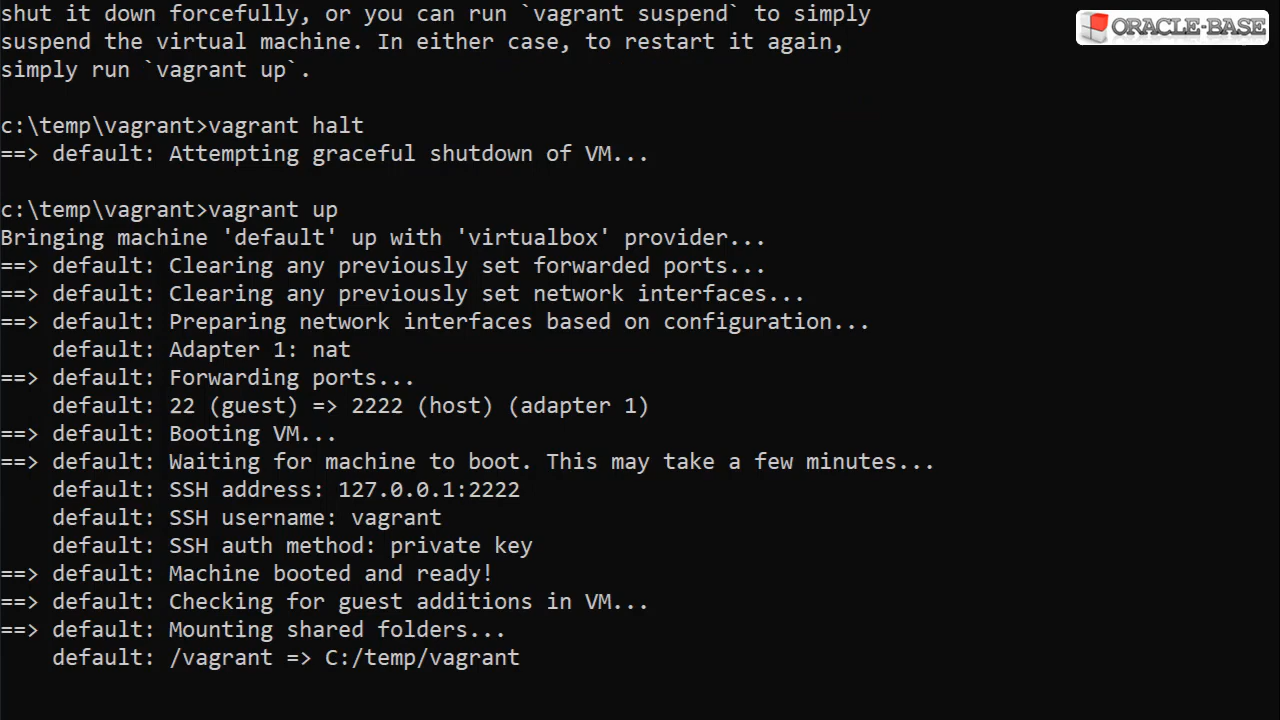 shut it down forcefully, or you can run `vagrant suspend` to simply
ORACLE-BASE
suspend the virtual machine. In either case, to restart it again,
simply run `vagrant up`.
c:\temp\vagrant>vagrant halt
==> default: Attempting graceful shutdown of VM...
c:\temp\vagrant>vagrant up
Bringing machine 'default' up with 'virtualbox' provider...
==> default: Clearing any previously set forwarded ports...
==> default: Clearing any previously set network interfaces...
==> default: Preparing network interfaces based on configuration...
    default: Adapter 1: nat
==> default: Forwarding ports...
    default: 22 (guest) => 2222 (host) (adapter 1)
==> default: Booting VM...
==> default: Waiting for machine to boot. This may take a few minutes...
    default: SSH address: 127.0.0.1:2222
    default: SSH username: vagrant
    default: SSH auth method: private key
==> default: Machine booted and ready!
==> default: Checking for guest additions in VM...
==> default: Mounting shared folders...
    default: /vagrant => C:/temp/vagrant